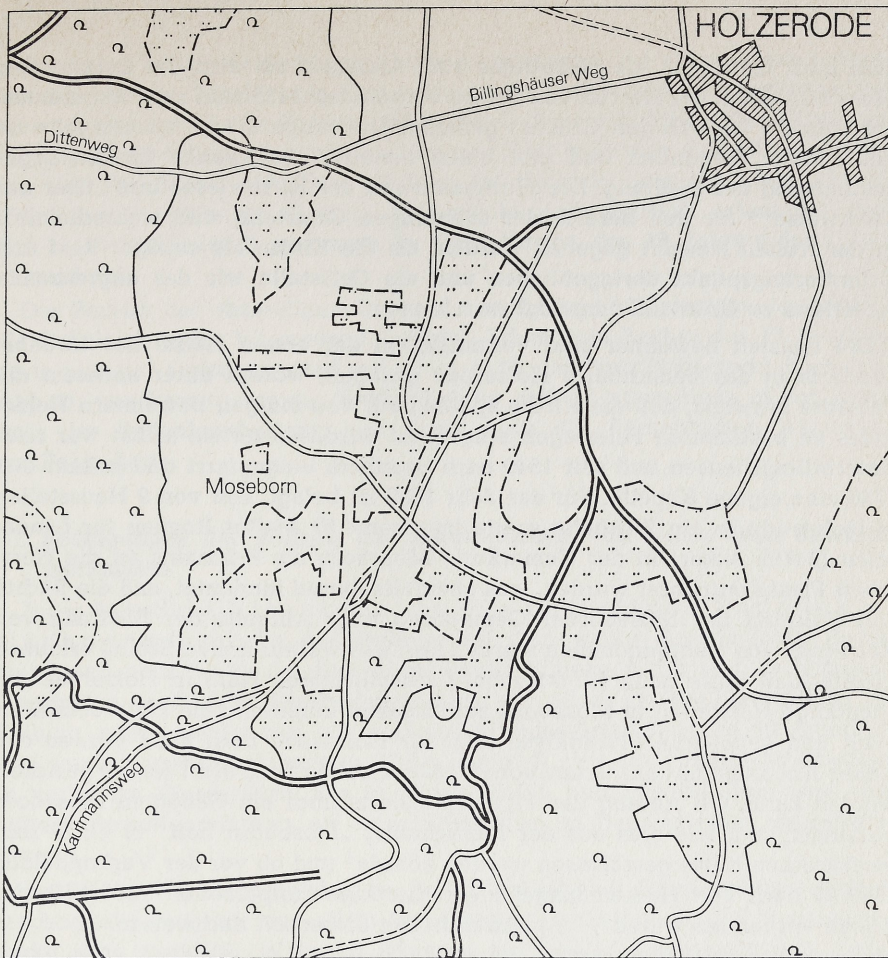 HOLZERODE
Billingshäuser Weg
Dittenweg
Moseborn
Kaufmannsweg